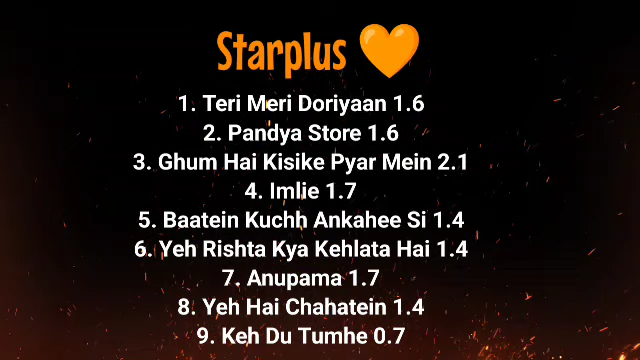 Starplus 🧡
1. Teri Meri Doriyaan 1.6
2. Pandya Store 1.6
3. Ghum Hai Kisike Pyar Mein 2.1
4. Imlie 1.7
5. Baatein Kuchh Ankahee Si 1.4
6. Yeh Rishta Kya Kehlata Hai 1.4
7. Anupama 1.7
8. Yeh Hai Chahatein 1.4
9. Keh Du Tumhe 0.7